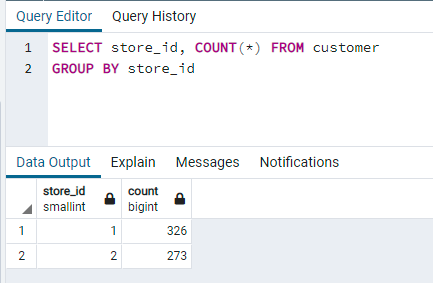 Query Editor Query History
1 SELECT store_id, COUNT(*) FROM customer
2 GROUP BY store_id
Data Output Explain Messages Notifications
store_id count
smallint bigint
1 1 326
2 2 273